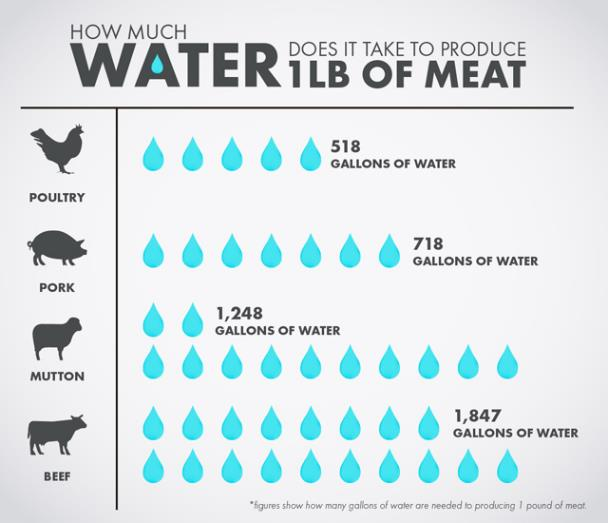 HOW MUCH
WATER
DOES IT TAKE TO PRODUCE
1LB OF MEAT
POULTRY
518
GALLONS OF WATER
PORK
718
GALLONS OF WATER
MUTTON
1,248
GALLONS OF WATER
BEEF
1,847
GALLONS OF WATER
*figures show how many gallons of water are needed to producing 1 pound of meat.